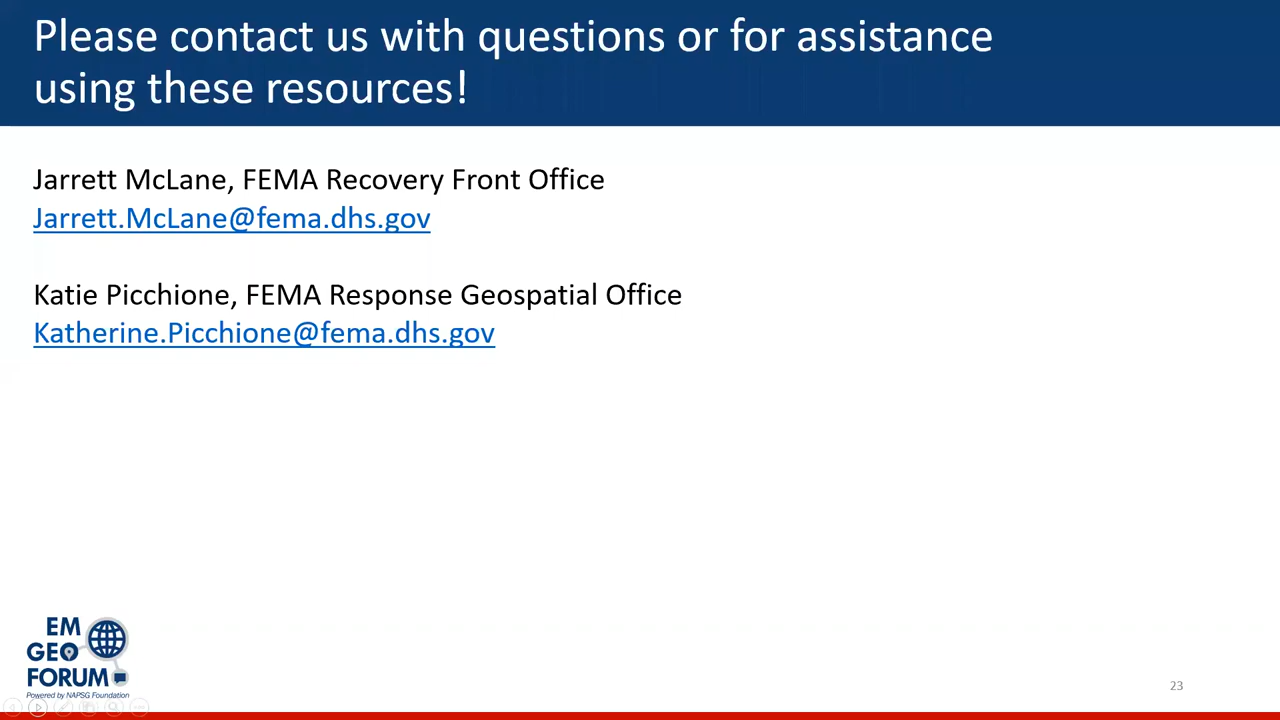 Please contact us with questions or for assistance
using these resources!
Jarrett McLane, FEMA Recovery Front Office
Jarrett.McLane@fema.dhs.gov
Katie Picchione, FEMA Response Geospatial Office
Katherine.Picchione@fema.dhs.gov
EM
GEO
FORUM
Powered by NAPSG Foundation
23